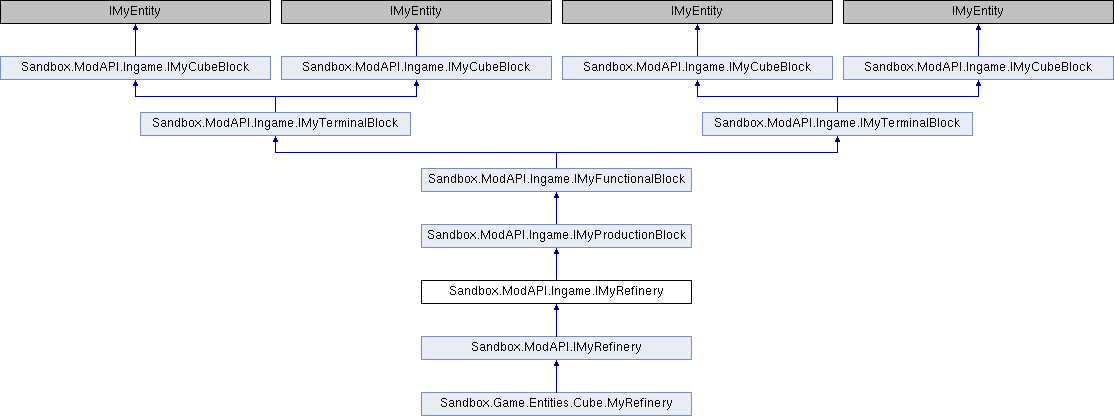 IMyEntity IMyEntity IMyEntity IMyEntity
Sandbox.ModAPI.Ingame.IMyCubeBlock Sandbox.ModAPI.Ingame.IMyCubeBlock Sandbox.ModAPI.Ingame.IMyCubeBlock Sandbox.ModAPI.Ingame.IMyCubeBlock
Sandbox.ModAPI.Ingame.IMyTerminalBlock Sandbox.ModAPI.Ingame.IMyTerminalBlock
Sandbox.ModAPI.Ingame.IMyFunctionalBlock
Sandbox.ModAPI.Ingame.IMyProductionBlock
Sandbox.ModAPI.Ingame.IMyRefinery
Sandbox.ModAPI.IMyRefinery
Sandbox.Game.Entities.Cube.MyRefinery